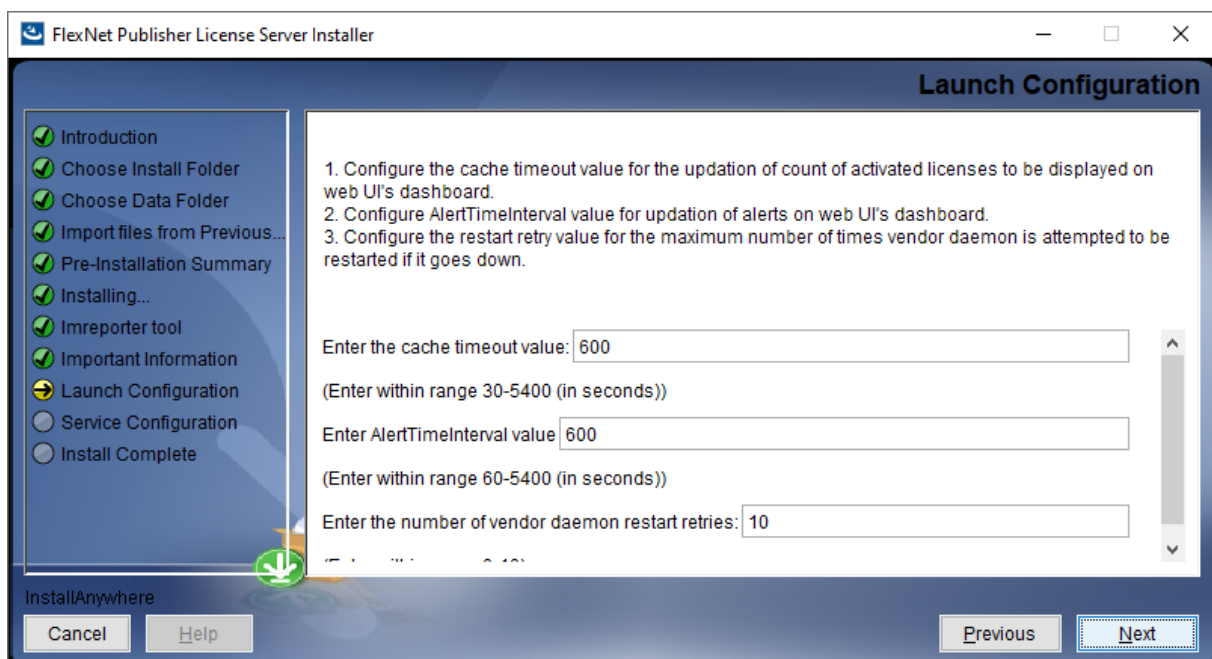 FlexNet Publisher License Server Installer
Launch Configuration
Introduction
Choose Install Folder
Choose Data Folder
Import files from Previous...
Pre-Installation Summary
Installing...
lmreporter tool
Important Information
Launch Configuration
Service Configuration
Install Complete
1. Configure the cache timeout value for the updation of count of activated licenses to be displayed on
web UI's dashboard.
2. Configure AlertTimeInterval value for updation of alerts on web UI's dashboard.
3. Configure the restart retry value for the maximum number of times vendor daemon is attempted to be
restarted if it goes down.
Enter the cache timeout value: 600
(Enter within range 30-5400 (in seconds))
Enter AlertTimeInterval value 600
(Enter within range 60-5400 (in seconds))
Enter the number of vendor daemon restart retries: 10
InstallAnywhere
Cancel Help Previous Next